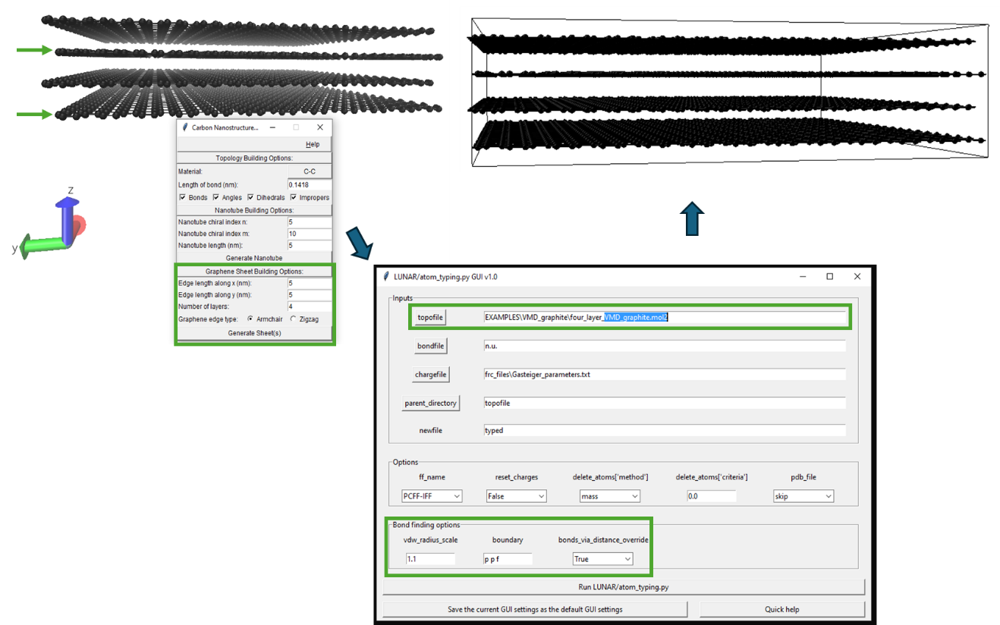 Carbon Nanostructure...
Help
Topology Building Options:
Material: C-C
Length of bond (nm): 0.1418
Bonds Angles Dihedrals Impropers
Nanotube Building Options:
Nanotube chiral index n: 5
Nanotube chiral index m: 10
Nanotube length (nm): 5
Generate Nanotube
Graphene Sheet Building Options:
Edge length along x (nm): 5
Edge length along y (nm): 5
Number of layers: 4
Graphene edge type: Armchair Zigzag
Generate Sheet(s)
z
y
LUNAR/atom_typing.py GUI v1.0
Inputs
topofile EXAMPLES\VMD_graphite\four_layer_VMD_graphite.mol2
bondfile n.u.
chargefile frc_files\Gasteiger_parameters.txt
parent_directory topofile
newfile typed
Options
ff_name reset_charges delete_atoms['method'] delete_atoms['criteria'] pdb_file
PCFF-IFF False mass 0.0 skip
Bond finding options
vdw_radius_scale boundary bonds_via_distance_override
1.1 p p f True
Run LUNAR/atom_typing.py
Save the current GUI settings as the default GUI settings Quick help